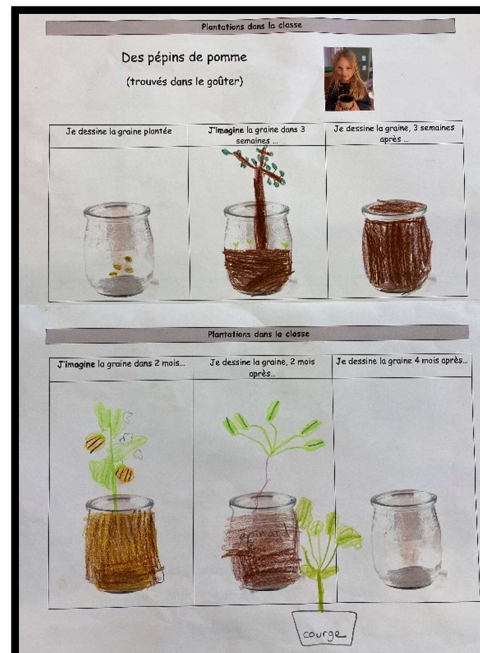 Plantations dans la classe
Des pépins de pomme
(trouvés dans le goûter)
Je dessine la graine plantée
J'imagine la graine dans 3
semaines ...
Je dessine la graine, 3 semaines
après ...
Plantations dans la classe
J'imagine la graine dans 2 mois...
Je dessine la graine, 2 mois
après...
Je dessine la graine 4 mois après...
épinard
courge